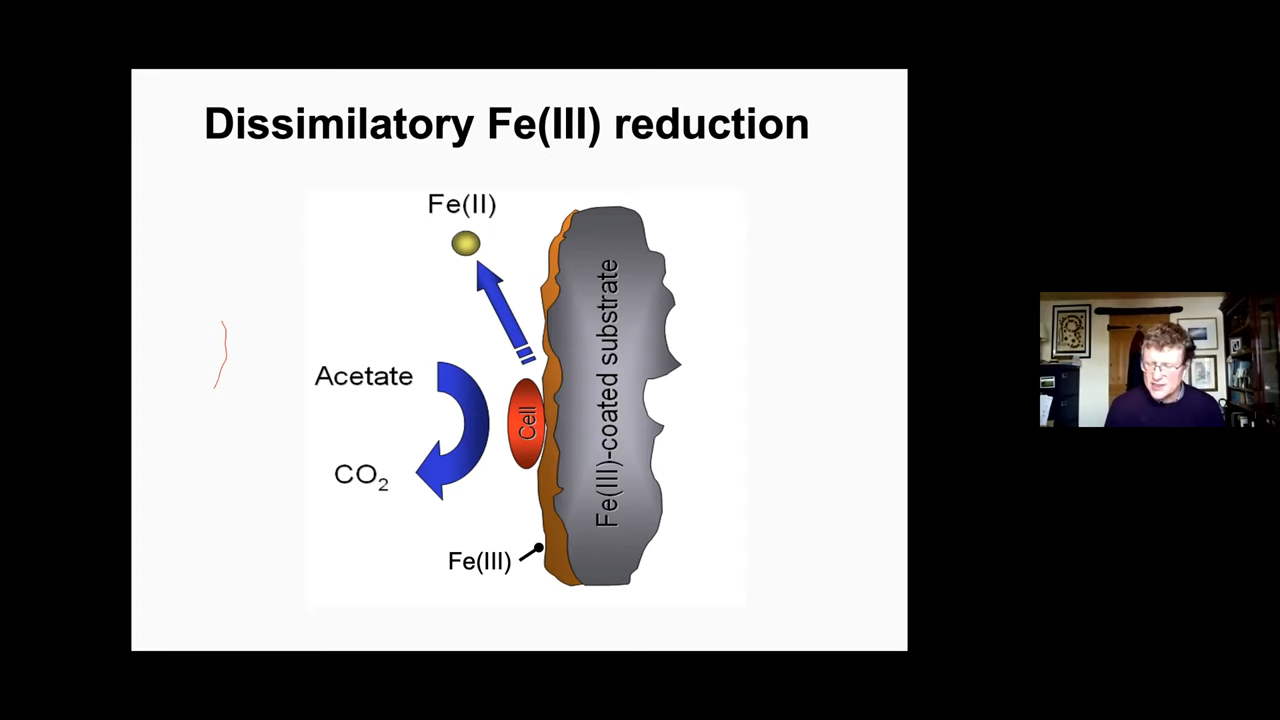 Dissimilatory Fe(III) reduction
Fe(II)
Fe(III)-coated substrate
Acetate
Cell
CO₂
Fe(III)